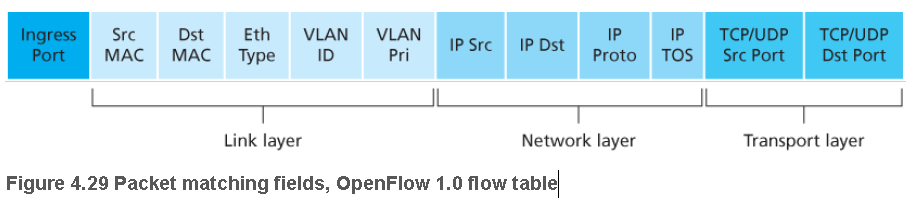 Ingress Port
Src MAC
Dst MAC
Eth Type
VLAN ID
VLAN Pri
IP Src
IP Dst
IP Proto
IP TOS
TCP/UDP Src Port
TCP/UDP Dst Port
Link layer
Network layer
Transport layer
Figure 4.29 Packet matching fields, OpenFlow 1.0 flow table